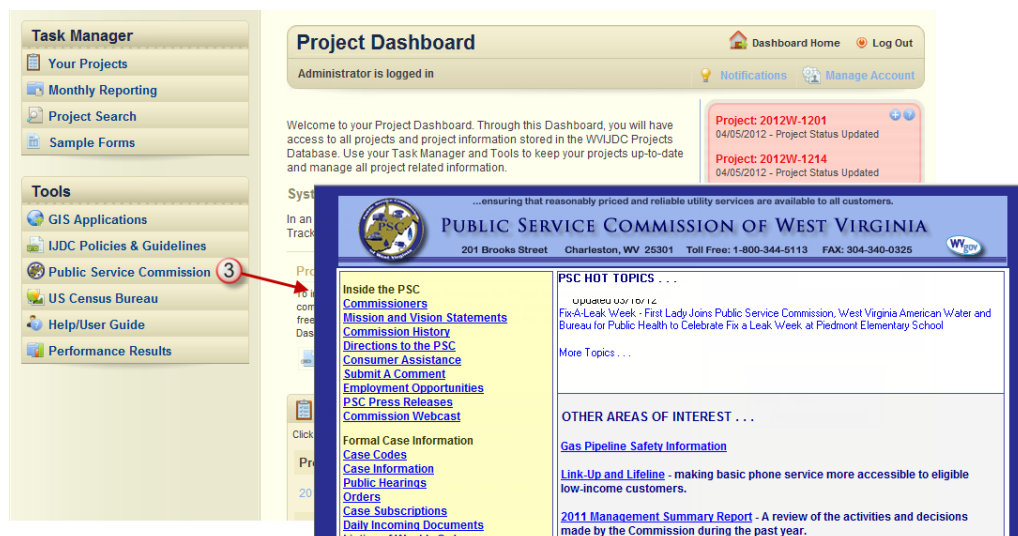 Task Manager
Your Projects
Monthly Reporting
Project Search
Sample Forms
Tools
GIS Applications
IJDC Policies & Guidelines
Public Service Commission
3
US Census Bureau
Help/User Guide
Performance Results
Project Dashboard
Dashboard Home
Log Out
Administrator is logged in
Notifications
Manage Account
Welcome to your Project Dashboard. Through this Dashboard, you will have
access to all projects and project information stored in the WVIJDC Projects
Database. Use your Task Manager and Tools to keep your projects up-to-date
and manage all project related information.
Project: 2012W-1201
04/05/2012 - Project Status Updated
Project: 2012W-1214
04/05/2012 - Project Status Updated
Syst
In an
Track
Pro
To i
com
free
Das
Click
Pr
20
...ensuring that reasonably priced and reliable utility services are available to all customers.
PSC
PUBLIC SERVICE COMMISSION OF WEST VIRGINIA
201 Brooks Street Charleston, WV 25301 Toll Free: 1-800-344-5113 FAX: 304-340-0325
WV.gov
Inside the PSC
Commissioners
Mission and Vision Statements
Commission History
Directions to the PSC
Consumer Assistance
Submit A Comment
Employment Opportunities
PSC Press Releases
Commission Webcast
Formal Case Information
Case Codes
Case Information
Public Hearings
Orders
Case Subscriptions
Daily Incoming Documents
PSC HOT TOPICS . . .
Updated 03/16/12
Fix-A-Leak Week - First Lady Joins Public Service Commission, West Virginia American Water and
Bureau for Public Health to Celebrate Fix a Leak Week at Piedmont Elementary School
More Topics . . .
OTHER AREAS OF INTEREST . . .
Gas Pipeline Safety Information
Link-Up and Lifeline - making basic phone service more accessible to eligible
low-income customers.
2011 Management Summary Report - A review of the activities and decisions
made by the Commission during the past year.